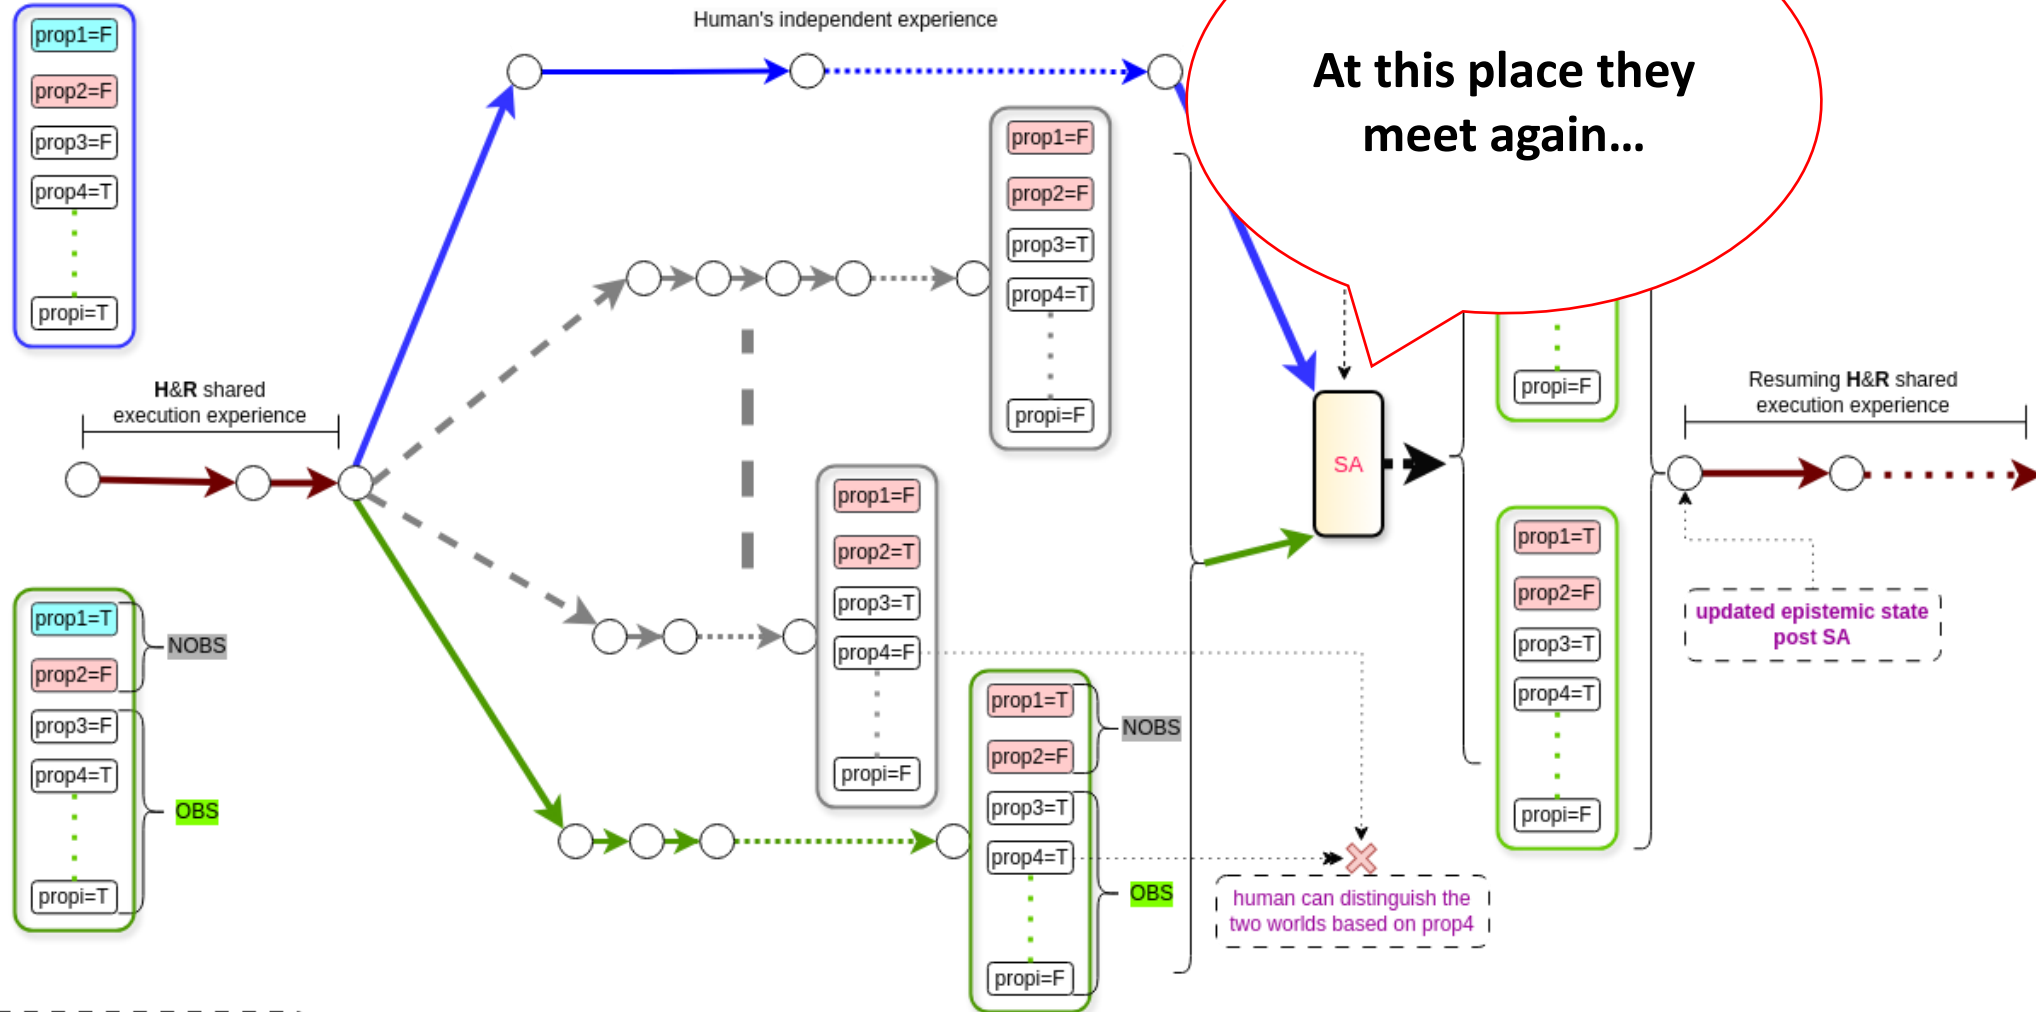 Human's independent experience
At this place they
meet again...
prop1=F
prop2=F
prop3=F
prop4=T
propi=T
prop1=F
prop2=F
prop3=T
prop4=T
propi=F
H&R shared
execution experience
SA
propi=F
Resuming H&R shared
execution experience
prop1=F
prop2=T
prop3=T
prop4=F
propi=F
prop1=T
prop2=F
prop3=T
prop4=T
propi=F
updated epistemic state
post SA
prop1=T
prop2=F
prop3=F
prop4=T
propi=T
NOBS
OBS
prop1=T
prop2=F
prop3=T
prop4=T
propi=F
NOBS
OBS
human can distinguish the
two worlds based on prop4